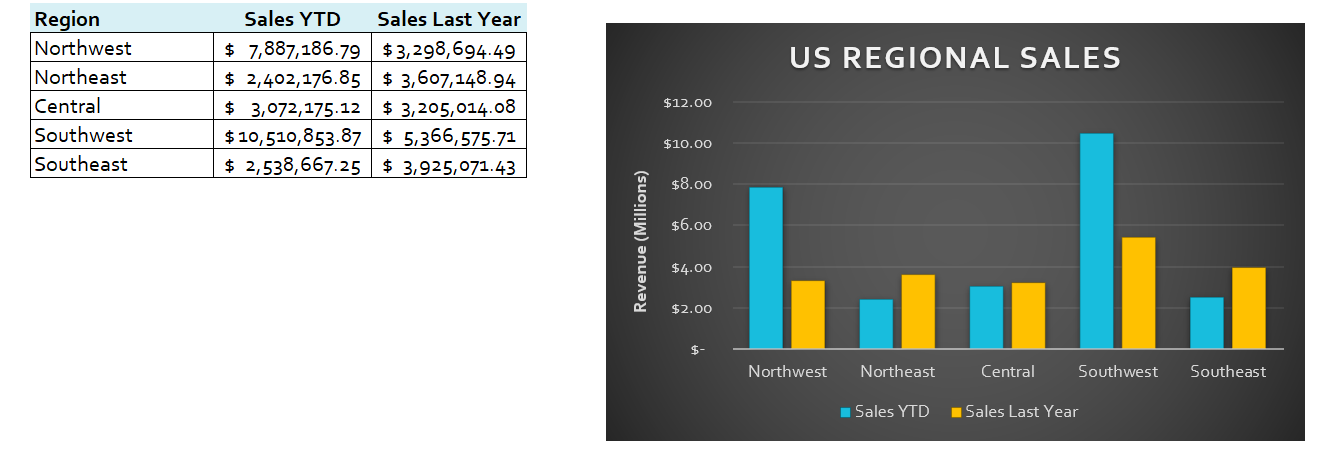 Region Sales YTD Sales Last Year
Northwest $ 7,887,186.79 $ 3,298,694.49
Northeast $ 2,402,176.85 $ 3,607,148.94
Central $ 3,072,175.12 $ 3,205,014.08
Southwest $ 10,510,853.87 $ 5,366,575.71
Southeast $ 2,538,667.25 $ 3,925,071.43
US REGIONAL SALES
Revenue (Millions)
$12.00
$10.00
$8.00
$6.00
$4.00
$2.00
$-
Northwest Northeast Central Southwest Southeast
Sales YTD Sales Last Year